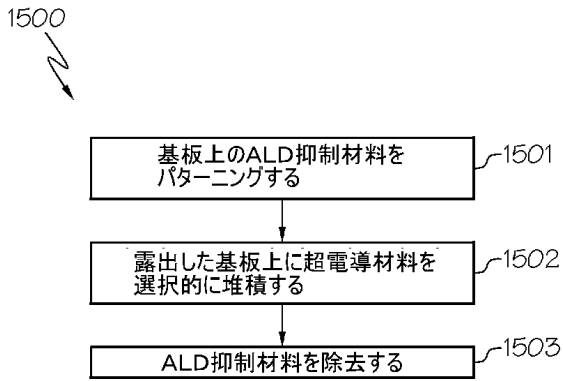 1500
基板上のALD抑制材料を
パターニングする
1501
露出した基板上に超電導材料を
選択的に堆積する
1502
ALD抑制材料を除去する
1503